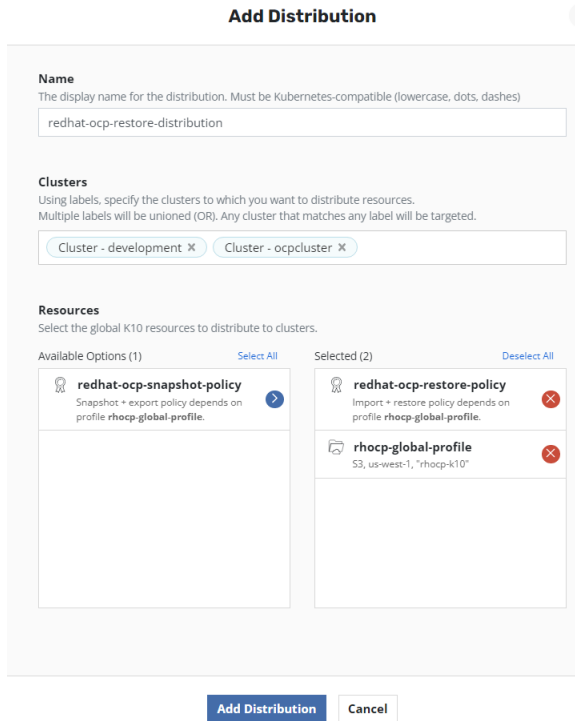 Add Distribution
Name
The display name for the distribution. Must be Kubernetes-compatible (lowercase, dots, dashes)
redhat-ocp-restore-distribution
Clusters
Using labels, specify the clusters to which you want to distribute resources.
Multiple labels will be unioned (OR). Any cluster that matches any label will be targeted.
Cluster - development × Cluster - ocpcluster ×
Resources
Select the global K10 resources to distribute to clusters.
Available Options (1) Select All
redhat-ocp-snapshot-policy
Snapshot + export policy depends on
profile rhocp-global-profile.
Selected (2) Deselect All
redhat-ocp-restore-policy
Import + restore policy depends on
profile rhocp-global-profile.
rhocp-global-profile
S3, us-west-1, "rhocp-k10"
Add Distribution Cancel